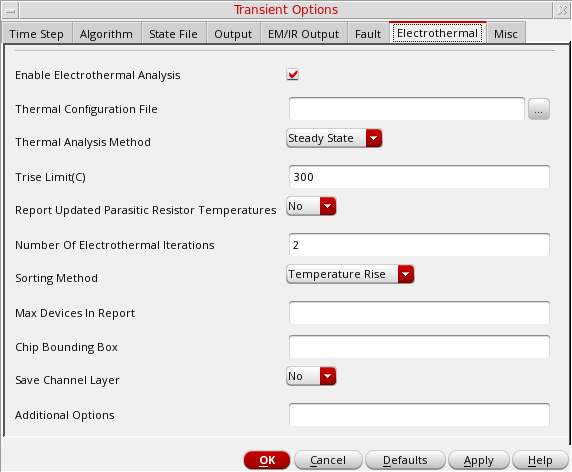 Transient Options
Time Step Algorithm State File Output EM/IR Output Fault Electrothermal Misc
Enable Electrothermal Analysis
Thermal Configuration File ...
Thermal Analysis Method Steady State
Trise Limit(C) 300
Report Updated Parasitic Resistor Temperatures No
Number Of Electrothermal Iterations 2
Sorting Method Temperature Rise
Max Devices In Report
Chip Bounding Box
Save Channel Layer No
Additional Options
OK Cancel Defaults Apply Help